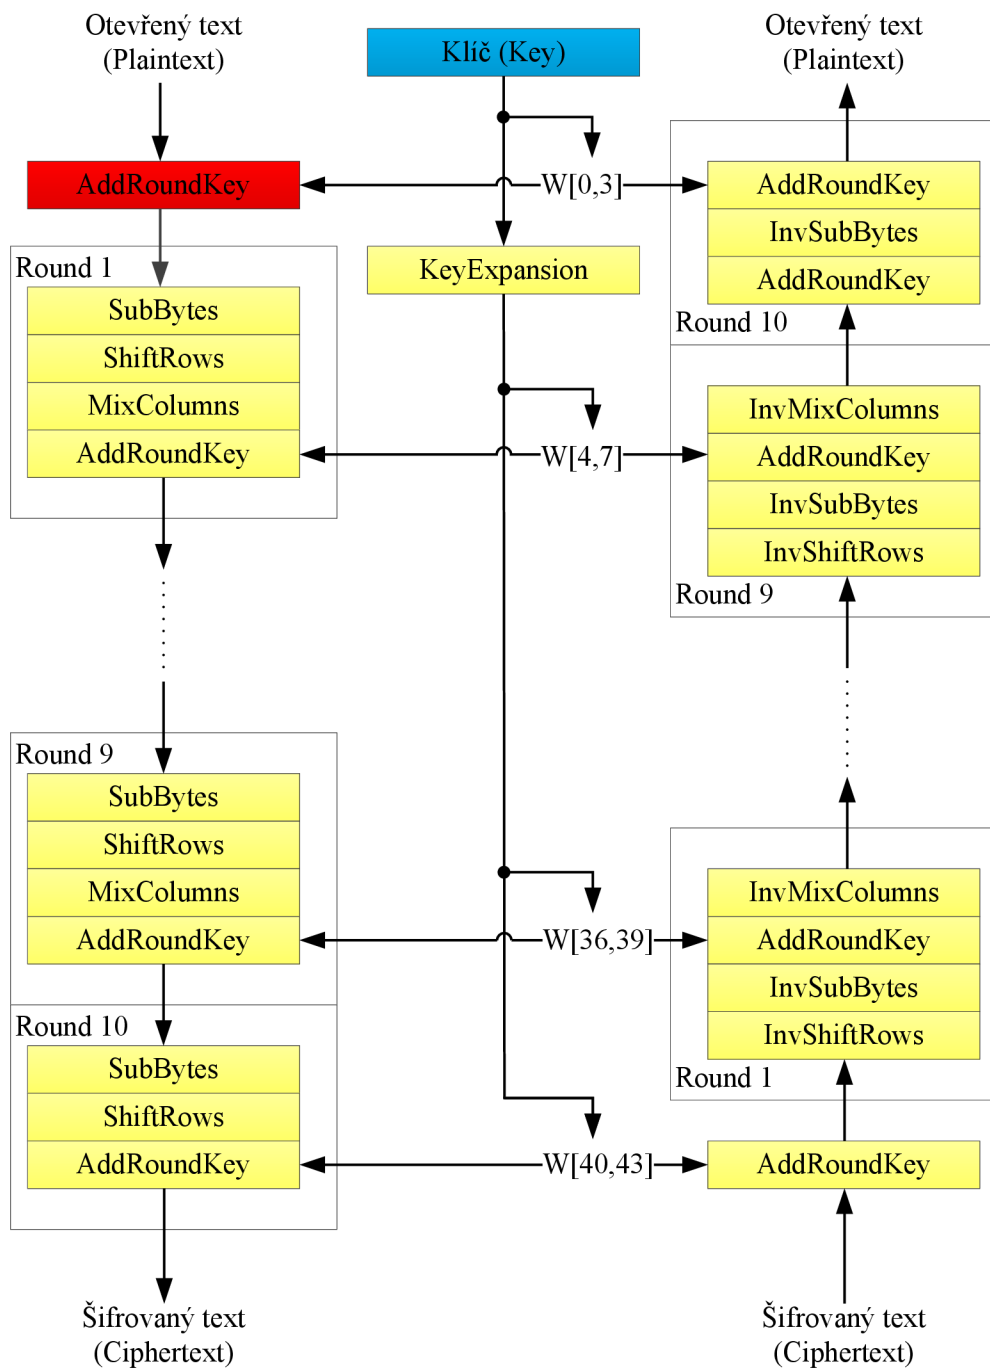 Otevřený text
(Plaintext)
AddRoundKey
Round 1
SubBytes
ShiftRows
MixColumns
AddRoundKey
Round 9
SubBytes
ShiftRows
MixColumns
AddRoundKey
Round 10
SubBytes
ShiftRows
AddRoundKey
Šifrovaný text
(Ciphertext)
Klíč (Key)
W[0,3]
KeyExpansion
W[4,7]
W[36,39]
W[40,43]
Otevřený text
(Plaintext)
AddRoundKey
InvSubBytes
AddRoundKey
Round 10
InvMixColumns
AddRoundKey
InvSubBytes
InvShiftRows
Round 9
InvMixColumns
AddRoundKey
InvSubBytes
InvShiftRows
Round 1
AddRoundKey
Šifrovaný text
(Ciphertext)